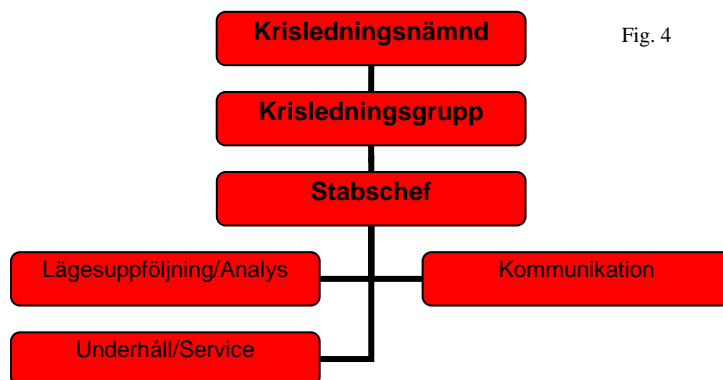 Krisledningsnämnd
Fig. 4
Krisledningsgrupp
Stabschef
Lägesuppföljning/Analys
Kommunikation
Underhåll/Service